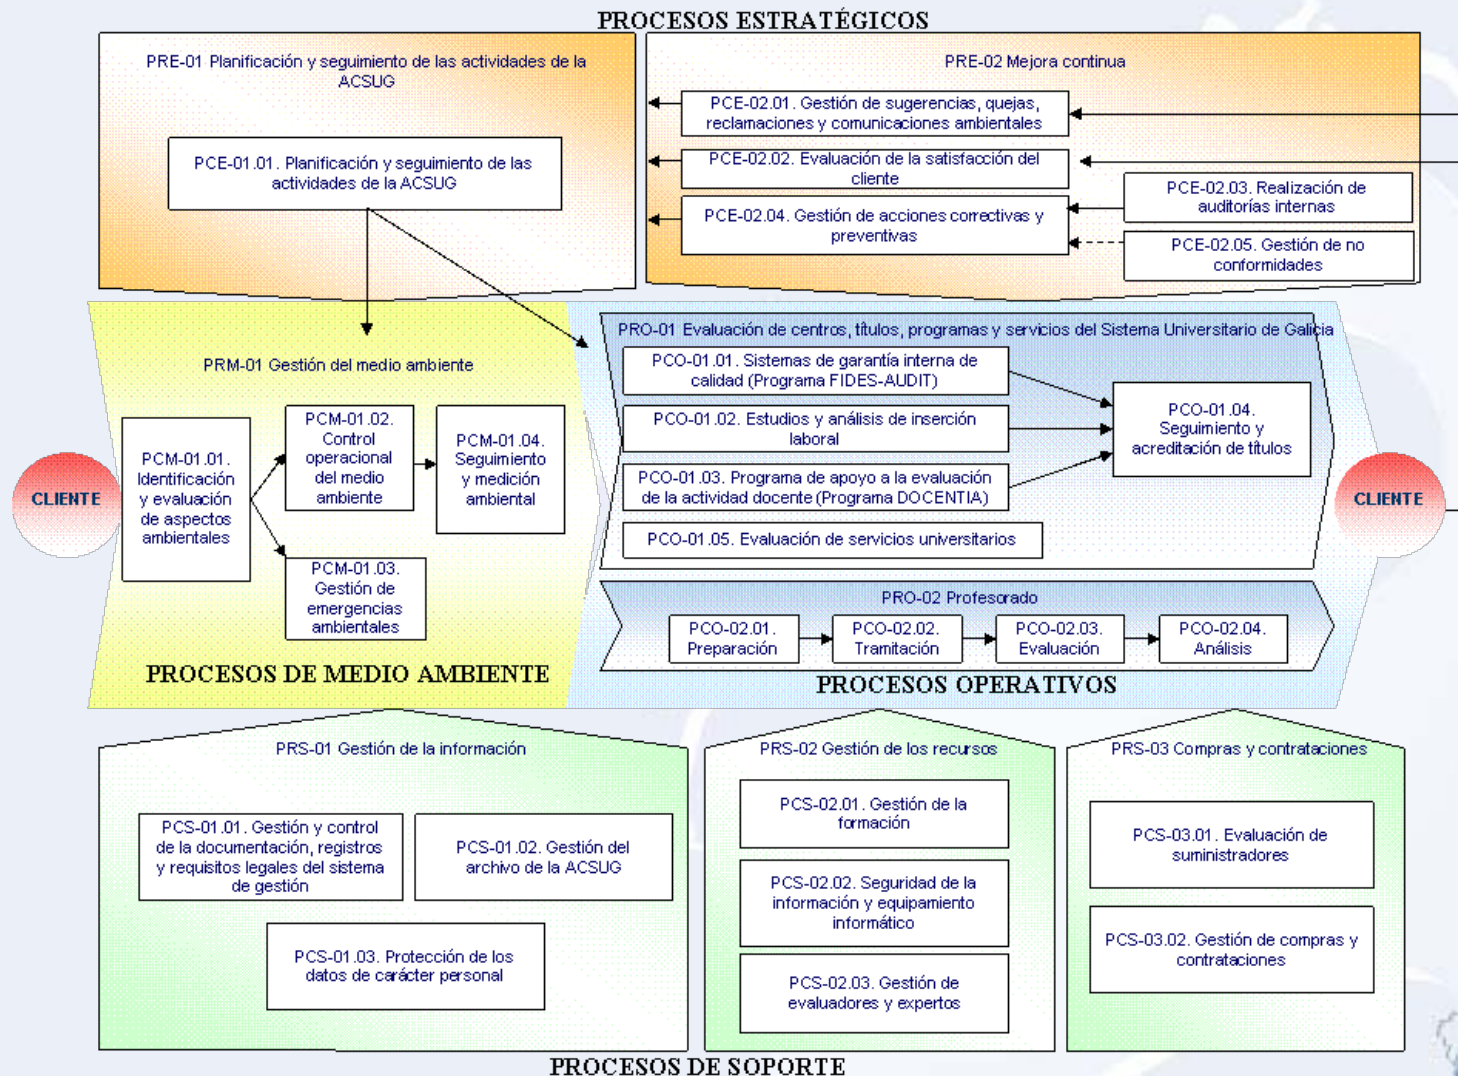 PROCESOS ESTRATÉGICOS
PRE-01 Planificación y seguimiento de las actividades de la
ACSUG
PCE-01.01. Planificación y seguimiento de las
actividades de la ACSUG
PRE-02 Mejora continua
PCE-02.01. Gestión de sugerencias, quejas,
reclamaciones y comunicaciones ambientales
PCE-02.02. Evaluación de la satisfacción del
cliente
PCE-02.03. Realización de
auditorías internas
PCE-02.04. Gestión de acciones correctivas y
preventivas
PCE-02.05. Gestión de no
conformidades
PRM-01 Gestión del medio ambiente
CLIENTE
PCM-01.01.
Identificación
y evaluación
de aspectos
ambientales
PCM-01.02.
Control
operacional
del medio
ambiente
PCM-01.04.
Seguimiento
y medición
ambiental
PCM-01.03.
Gestión de
emergencias
ambientales
PROCESOS DE MEDIO AMBIENTE
PRO-01 Evaluación de centros, títulos, programas y servicios del Sistema Universitario de Galicia
PCO-01.01. Sistemas de garantía interna de
calidad (Programa FIDES-AUDIT)
PCO-01.02. Estudios y análisis de inserción
laboral
PCO-01.03. Programa de apoyo a la evaluación
de la actividad docente (Programa DOCENTIA)
PCO-01.04.
Seguimiento y
acreditación de títulos
PCO-01.05. Evaluación de servicios universitarios
CLIENTE
PRO-02 Profesorado
PCO-02.01.
Preparación
PCO-02.02.
Tramitación
PCO-02.03.
Evaluación
PCO-02.04.
Análisis
PROCESOS OPERATIVOS
PRS-01 Gestión de la información
PCS-01.01. Gestión y control
de la documentación, registros
y requisitos legales del sistema
de gestión
PCS-01.02. Gestión del
archivo de la ACSUG
PCS-01.03. Protección de los
datos de carácter personal
PRS-02 Gestión de los recursos
PCS-02.01. Gestión de la
formación
PCS-02.02. Seguridad de la
información y equipamiento
informático
PCS-02.03. Gestión de
evaluadores y expertos
PRS-03 Compras y contrataciones
PCS-03.01. Evaluación de
suministradores
PCS-03.02. Gestión de compras y
contrataciones
PROCESOS DE SOPORTE